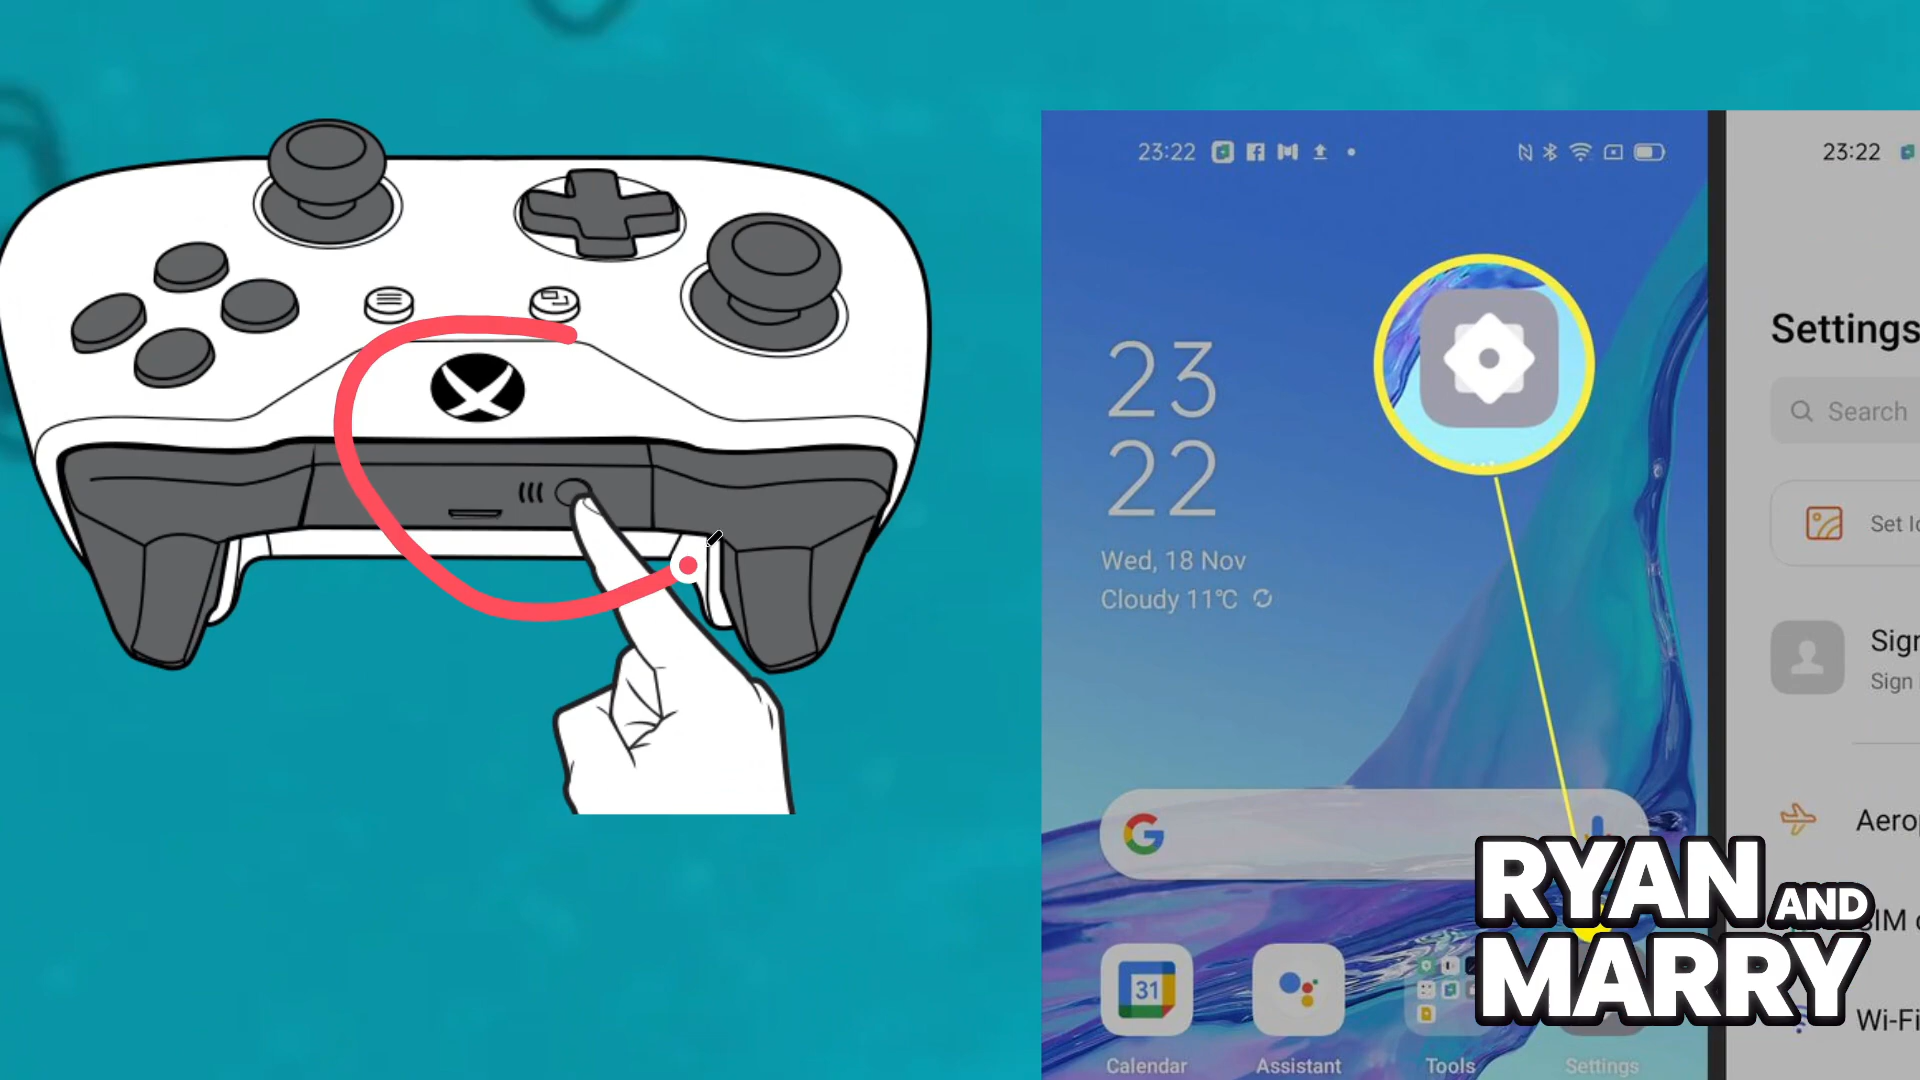 23:22
23
22
Wed, 18 Nov
Cloudy 11°C
31
Calendar
Assistant
Tools
Settings
23:22
Settings
Search
Set
Sign
Sign
Aero
SIM
Wi-Fi
RYAN AND
MARRY